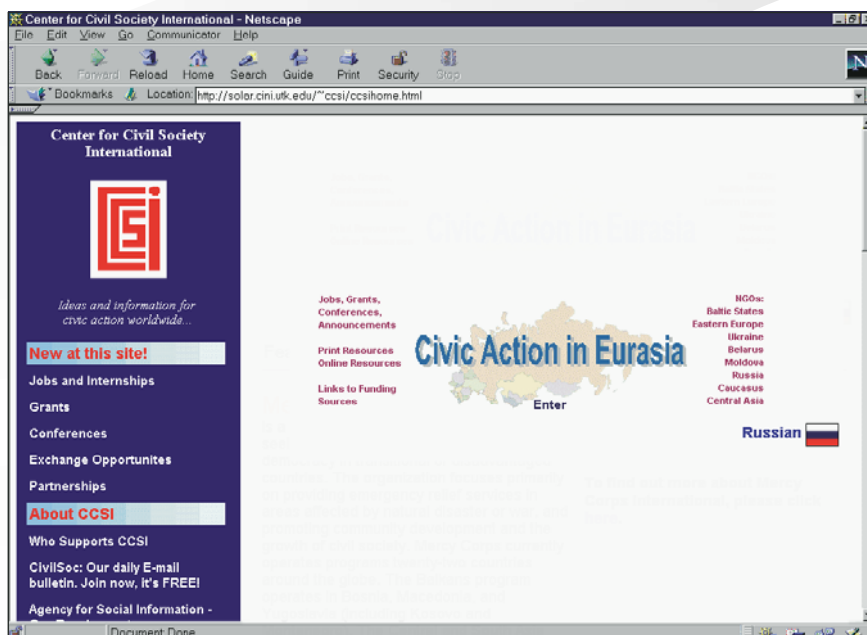 Center for Civil Society International - Netscape
File Edit View Go Communicator Help
Back Forward Reload Home Search Guide Print Security Stop
Bookmarks Location: http://solar.cini.utk.edu/~ccsi/ccsihome.html
Center for Civil Society
International
CCSI
Ideas and information for
civic action worldwide...
New at this site!
Jobs and Internships
Grants
Conferences
Exchange Opportunites
Partnerships
About CCSI
Who Supports CCSI
CivilSoc: Our daily E-mail
bulletin. Join now, it's FREE!
Agency for Social Information -
Jobs, Grants,
Conferences,
Announcements
Print Resources
Online Resources
Links to Funding
Sources
Civic Action in Eurasia
Enter
NGOs:
Baltic States
Eastern Europe
Ukraine
Belarus
Moldova
Russia
Caucasus
Central Asia
Russian
Document: Done